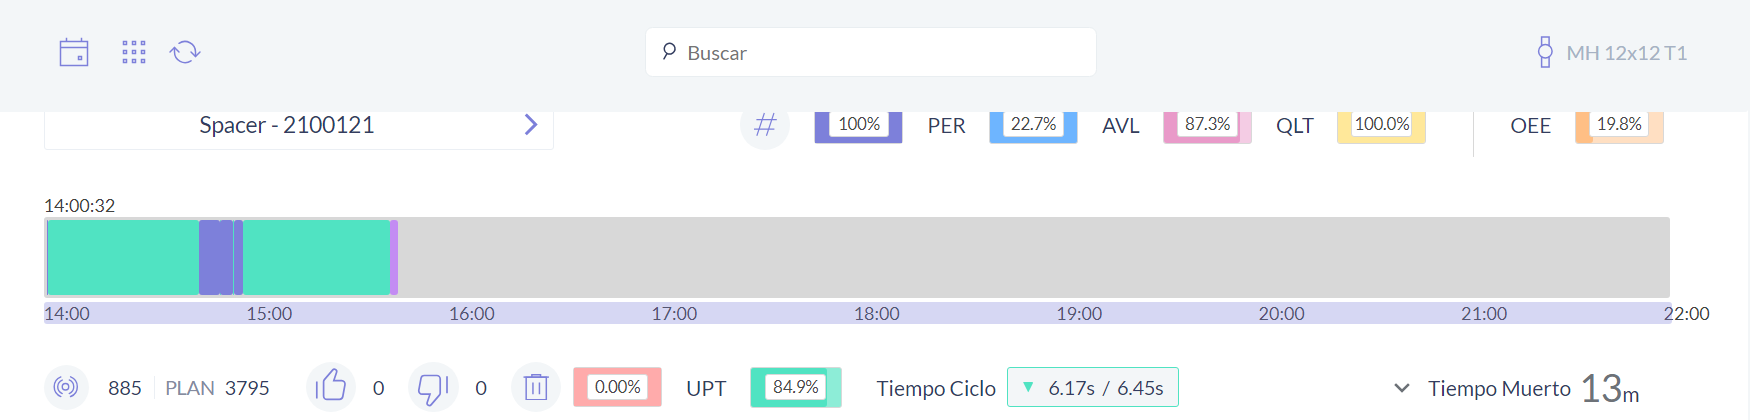 Buscar
MH 12x12 T1
Spacer - 2100121
# 100% PER 22.7% AVL 87.3% QLT 100.0% OEE 19.8%
14:00:32
14:00 15:00 16:00 17:00 18:00 19:00 20:00 21:00 22:00
885 PLAN 3795 0 0 0.00% UPT 84.9% Tiempo Ciclo ▼ 6.17s / 6.45s Tiempo Muerto 13m